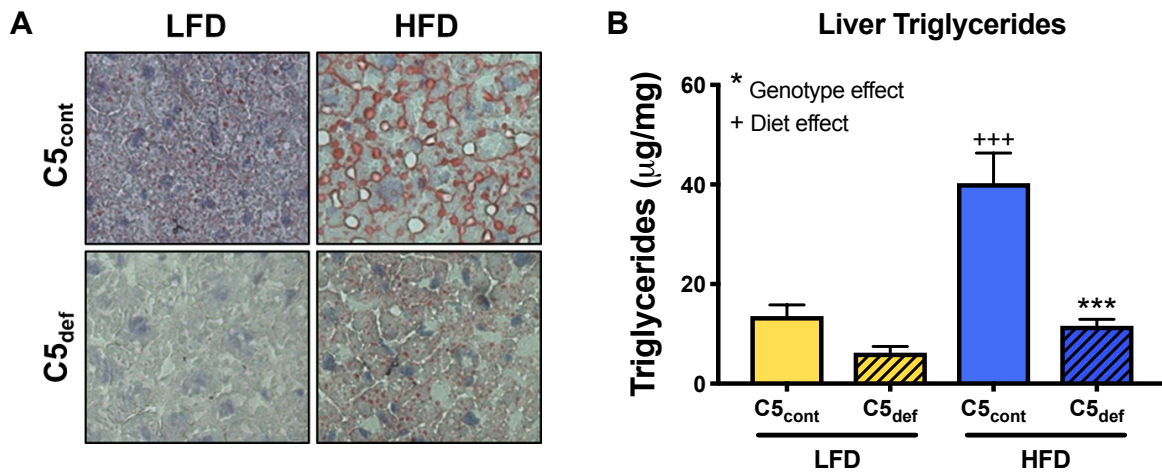 A
LFD
HFD
C5cont
C5def
B
Liver Triglycerides
Triglycerides (μg/mg)
60
40
20
0
* Genotype effect
+ Diet effect
+++
***
C5cont
C5def
C5cont
C5def
LFD
HFD